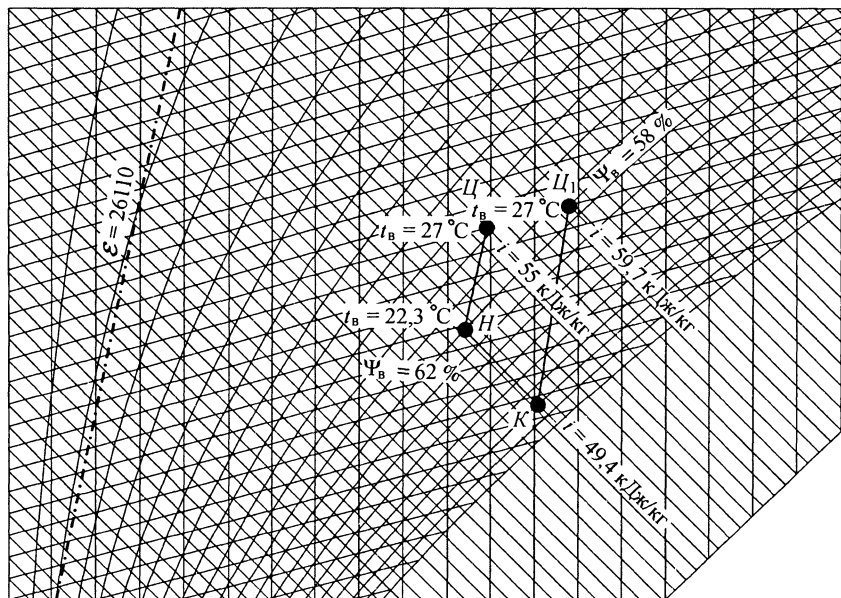 Ψв = 58 %
Ц
Ц₁
tв = 27 °C
tв = 27 °C
ε = 26110
i = 59,7 кДж/кг
i = 55 кДж/кг
tв = 22,3 °C
Н
Ψв = 62 %
К
i = 49,4 кДж/кг